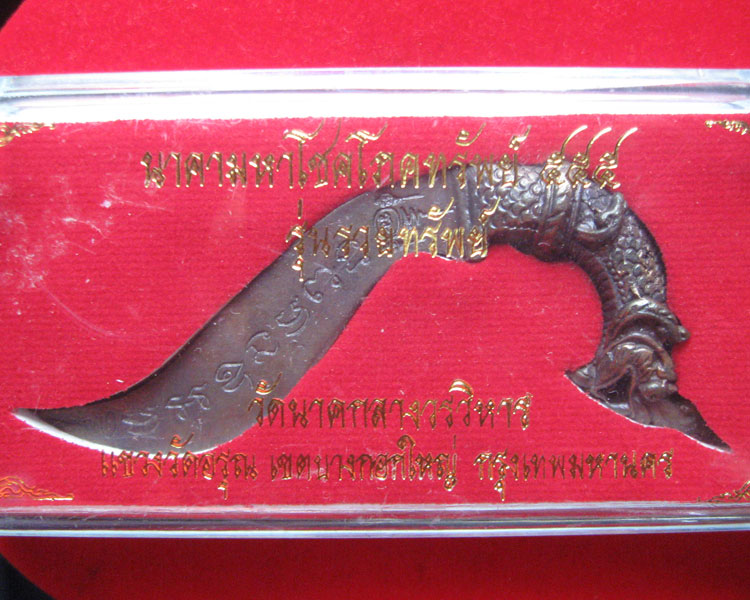 นาคามหาโชคโภคทรัพย์ ๕๕๕
รุ่นรวยทรัพย์
วัดนาคกลางวรวิหาร
แขวงวัดอรุณ เขตบางกอกใหญ่ กรุงเทพมหานคร